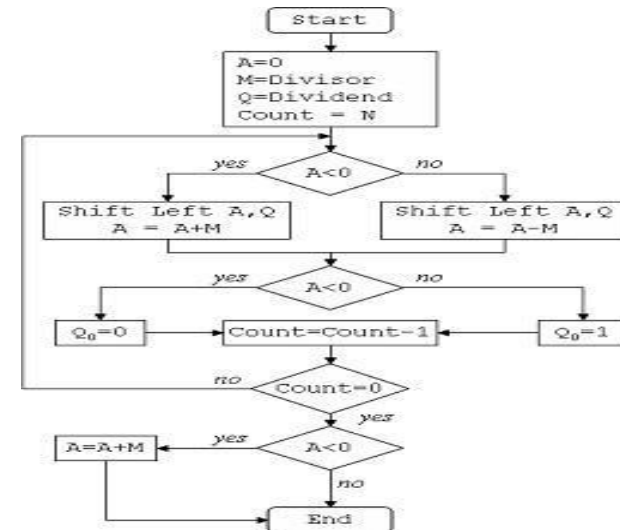 Start
A=0
M=Divisor
Q=Dividend
Count = N
yes
A<0
no
Shift Left A,Q
A = A+M
Shift Left A,Q
A = A-M
yes
A<0
no
Q₀=0
Count=Count-1
Q₀=1
no
Count=0
yes
A=A+M
yes
A<0
no
End